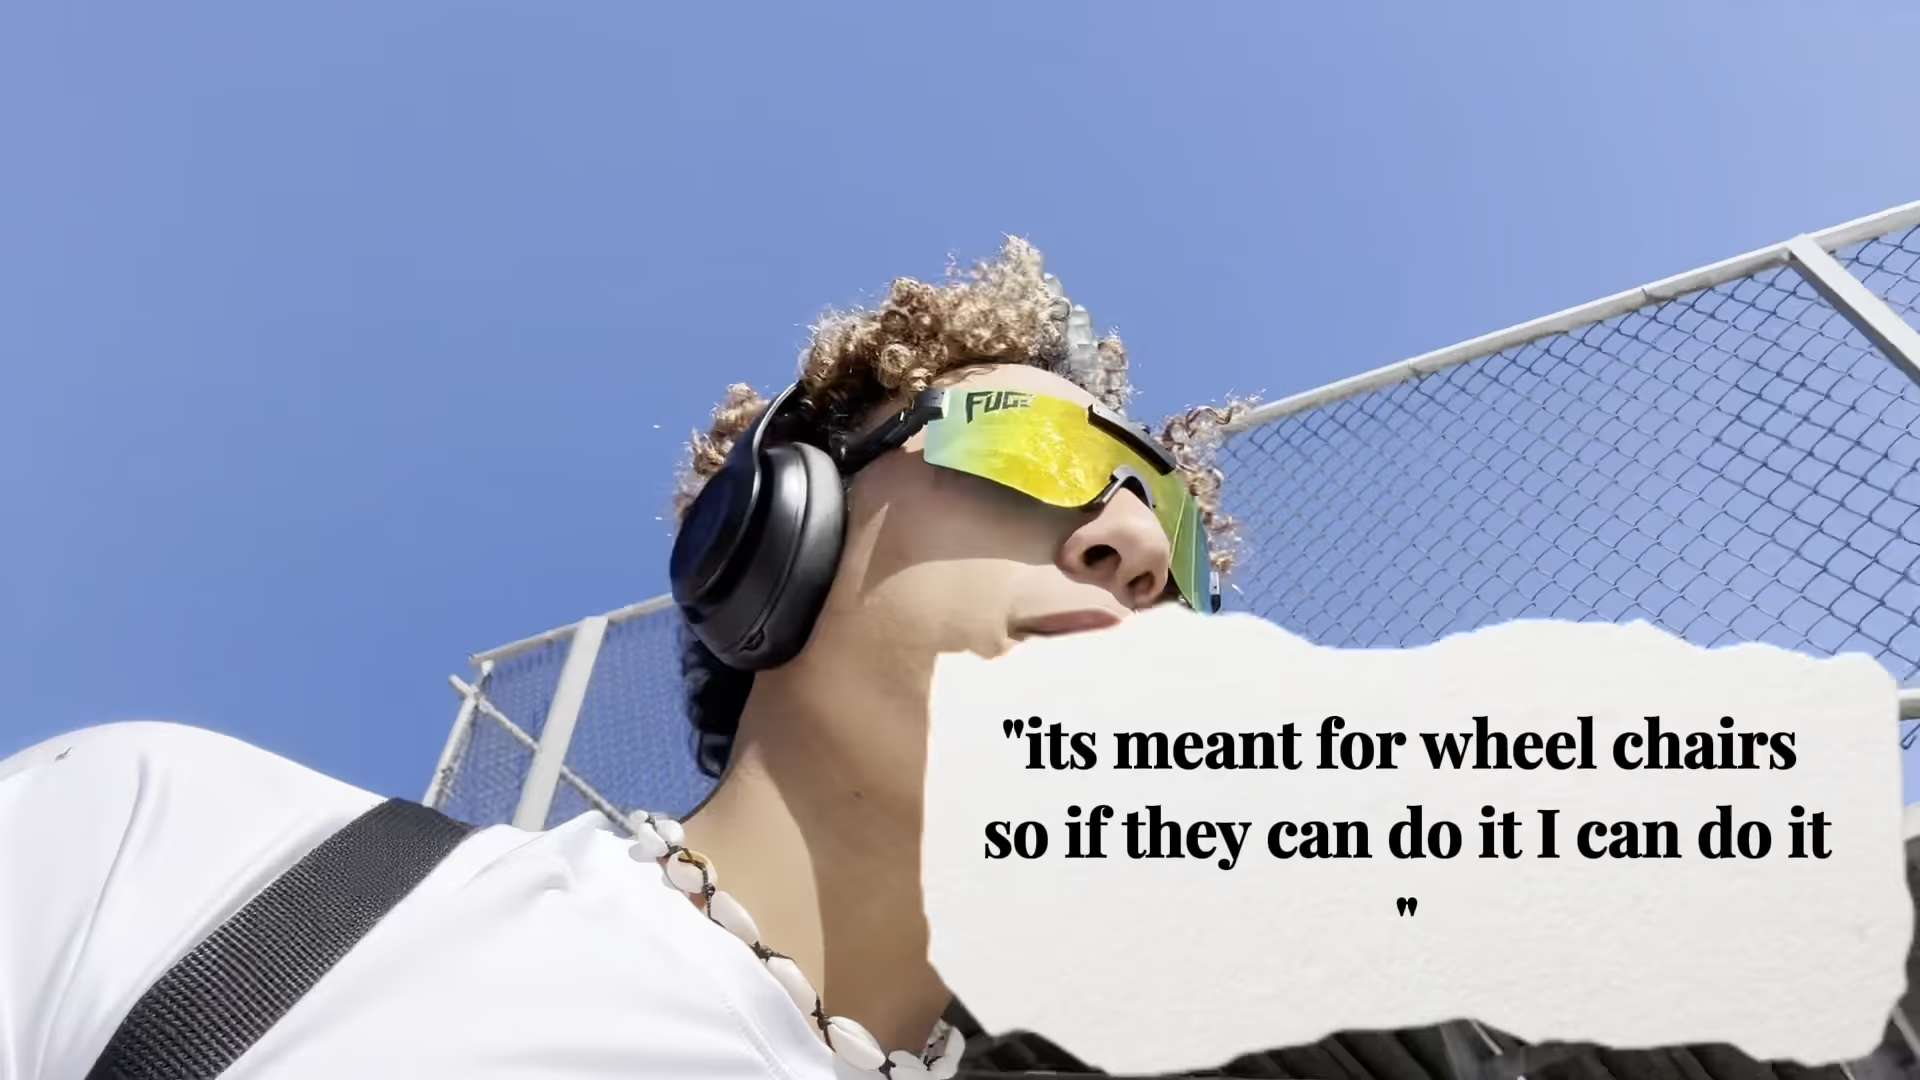 FUGE
"its meant for wheel chairs
so if they can do it I can do it
"